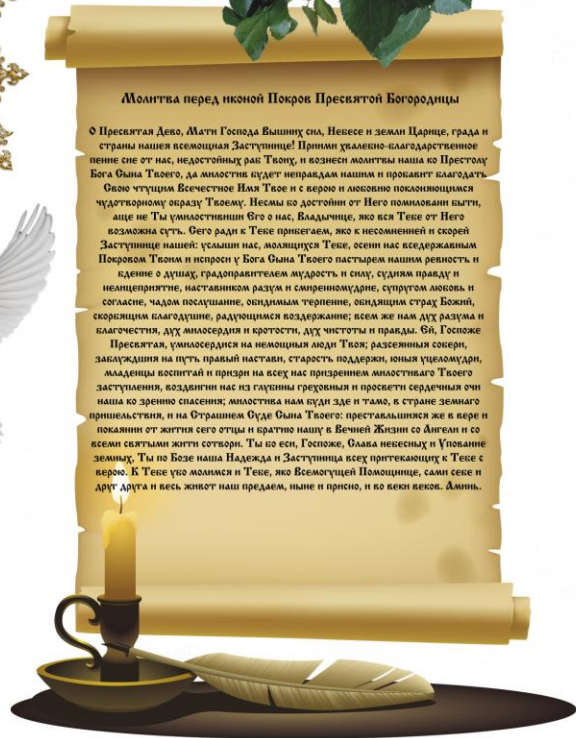 Молитва перед иконой Покров Пресвятой Богородицы
О Пресвятая Дево, Мати Господа Вышних сил, Небесе и земли Царице, града и
страны нашея всемощная Заступнице! Приими хвалебно-благодарственное
пение сие от нас, недостойных раб Твоих, и вознеси молитвы наша ко Престолу
Бога Сына Твоего, да милостив будет неправдам нашим и пробавит благодать
Свою чтущим Всечестное Имя Твое и с верою и любовию поклоняющимся
чудотворному образу Твоему. Несмы бо достойни от Него помиловани быти,
аще не Ты умилостивиши Его о нас, Владычице, яко вся Тебе от Него
возможна суть. Сего ради к Тебе прибегаем, яко к несомненней и скорей
Заступнице нашей: услыши нас, молящихся Тебе, осени нас вседержавным
Покровом Твоим и испроси у Бога Сына Твоего пастырем нашим ревность и
бдение о душах, градоправителем мудрость и силу, судиям правду и
нелицеприятие, наставником разум и смиренномудрие, супругом любовь и
согласие, чадом послушание, обидимым терпение, обидящим страх Божий,
скорбящим благодушие, радующимся воздержание; всем же нам дух разума и
благочестия, дух милосердия и кротости, дух чистоты и правды. Ей, Госпоже
Пресвятая, умилосердися на немощныя люди Твоя; разсеянныя собери,
заблуждшия на путь правый настави, старость поддержи, юныя уцеломудри,
младенцы воспитай и призри на всех нас призрением милостиваго Твоего
заступления, воздвигни нас из глубины греховныя и просвети сердечныя очи
наша ко зрению спасения; милостива нам буди зде и тамо, в стране земнаго
пришельствия, и на Страшнем Суде Сына Твоего: преставльшияся же в вере и
покаянии от жития сего отцы и братию нашу в Вечней Жизни со Ангелы и со
всеми святыми жити сотвори. Ты бо еси, Госпоже, Слава небесных и Упование
земных, Ты по Бозе наша Надежда и Заступница всех притекающих к Тебе с
верою. К Тебе убо молимся и Тебе, яко Всемогущей Помощнице, сами себе и
друг друга и весь живот наш предаем, ныне и присно, и во веки веков. Аминь.